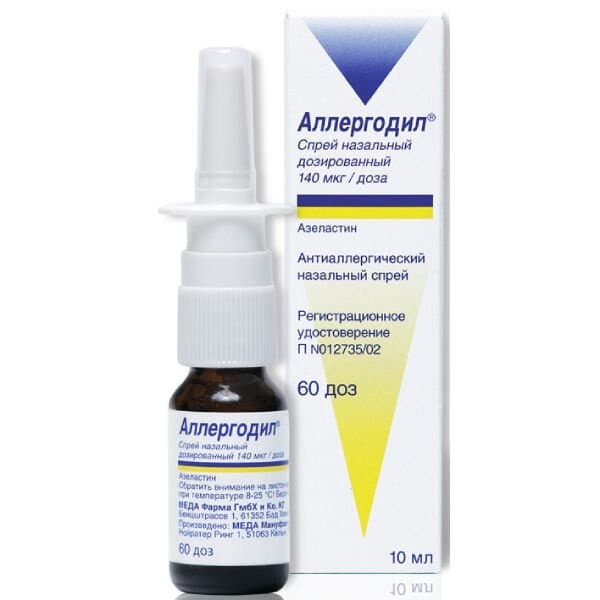 Аллергодил®
Спрей назальный
дозированный
140 мкг / доза
Азеластин
Антиаллергический
назальный спрей
Регистрационное
удостоверение
П N012735/02
60 доз
10 мл
Аллергодил®
Спрей назальный
дозированный 140 мкг / доза
Азеластин
Обратить внимание на
при температуре 8-25 °C!
МЕДА Фарма ГмбХ и Ко. КГ
Бенцштрассе 1, 61352 Бад
Произведено: МЕДА
Нойратер Ринг 1, 51063
60 доз